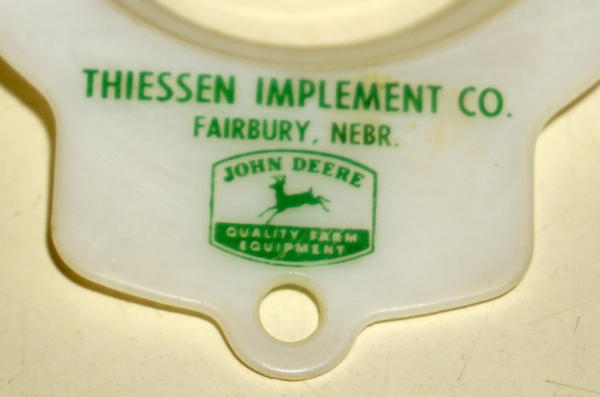 THIESSEN IMPLEMENT CO.
FAIRBURY, NEBR.
JOHN DEERE
QUALITY FARM
EQUIPMENT